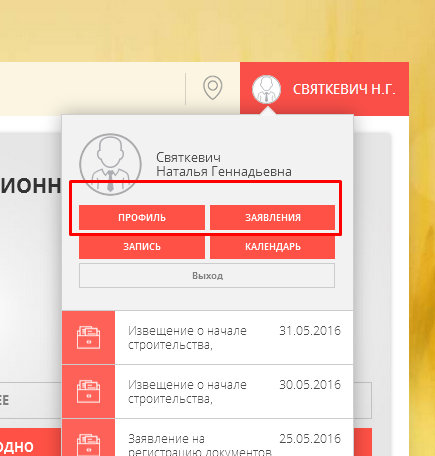 СВЯТКЕВИЧ Н.Г.
Святкевич
Наталья Геннадьевна
ИОНН
ПРОФИЛЬ ЗАЯВЛЕНИЯ
ЗАПИСЬ КАЛЕНДАРЬ
Выход
Извещение о начале 31.05.2016
строительства,
Извещение о начале 30.05.2016
строительства,
ЕЕ
Заявление на 25.05.2016
регистрацию документов
ОДНО